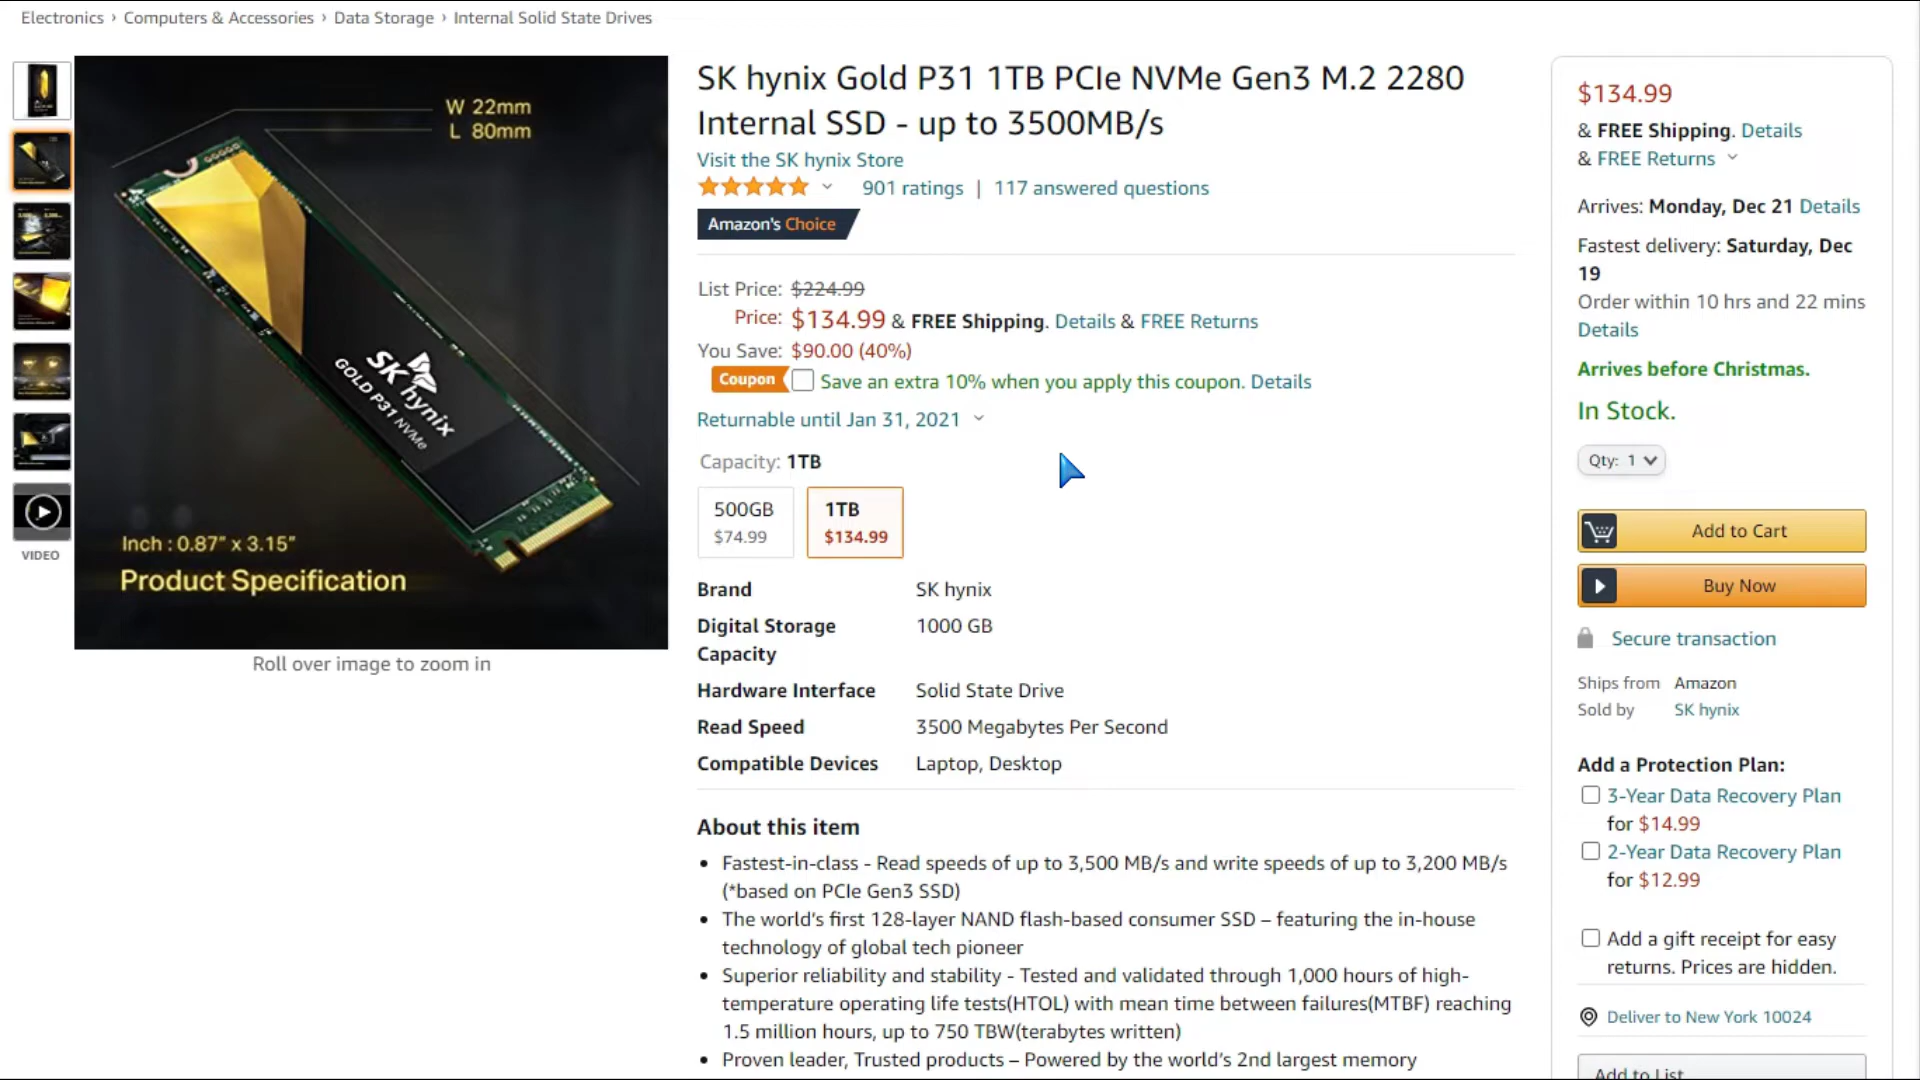 Electronics › Computers & Accessories › Data Storage › Internal Solid State Drives
W 22mm
L 80mm
SK hynix
GOLD P31 NVMe
Inch : 0.87" x 3.15"
Product Specification
VIDEO
Roll over image to zoom in
SK hynix Gold P31 1TB PCIe NVMe Gen3 M.2 2280
Internal SSD - up to 3500MB/s
Visit the SK hynix Store
901 ratings | 117 answered questions
Amazon's Choice
List Price: $224.99
Price: $134.99 & FREE Shipping. Details & FREE Returns
You Save: $90.00 (40%)
Coupon Save an extra 10% when you apply this coupon. Details
Returnable until Jan 31, 2021
Capacity: 1TB
500GB 1TB
$74.99 $134.99
Brand SK hynix
Digital Storage 1000 GB
Capacity
Hardware Interface Solid State Drive
Read Speed 3500 Megabytes Per Second
Compatible Devices Laptop, Desktop
About this item
• Fastest-in-class - Read speeds of up to 3,500 MB/s and write speeds of up to 3,200 MB/s
(*based on PCIe Gen3 SSD)
• The world's first 128-layer NAND flash-based consumer SSD – featuring the in-house
technology of global tech pioneer
• Superior reliability and stability - Tested and validated through 1,000 hours of high-
temperature operating life tests(HTOL) with mean time between failures(MTBF) reaching
1.5 million hours, up to 750 TBW(terabytes written)
• Proven leader, Trusted products – Powered by the world's 2nd largest memory
$134.99
& FREE Shipping. Details
& FREE Returns
Arrives: Monday, Dec 21 Details
Fastest delivery: Saturday, Dec
19
Order within 10 hrs and 22 mins
Details
Arrives before Christmas.
In Stock.
Qty: 1
Add to Cart
Buy Now
Secure transaction
Ships from Amazon
Sold by SK hynix
Add a Protection Plan:
3-Year Data Recovery Plan
for $14.99
2-Year Data Recovery Plan
for $12.99
Add a gift receipt for easy
returns. Prices are hidden.
Deliver to New York 10024
Add to List